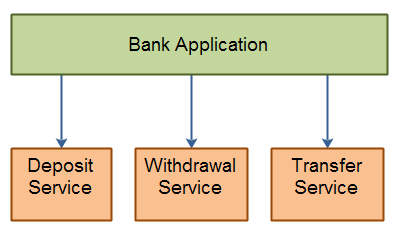 Bank Application
Deposit
Service
Withdrawal
Service
Transfer
Service